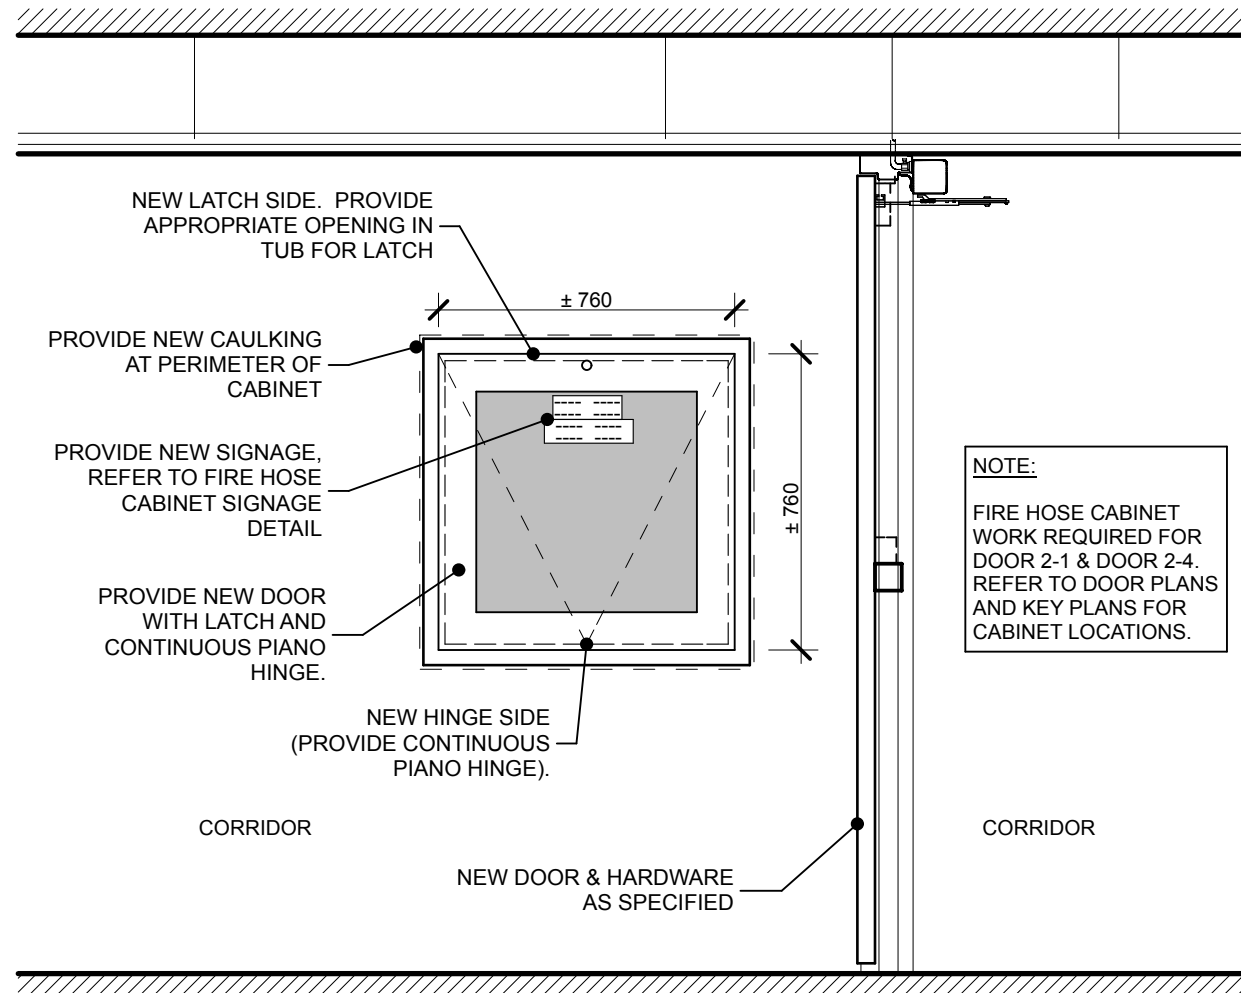 NEW LATCH SIDE. PROVIDE
APPROPRIATE OPENING IN
TUB FOR LATCH
± 760
PROVIDE NEW CAULKING
AT PERIMETER OF
CABINET
PROVIDE NEW SIGNAGE,
REFER TO FIRE HOSE
CABINET SIGNAGE
DETAIL
± 760
NOTE:
FIRE HOSE CABINET
WORK REQUIRED FOR
DOOR 2-1 & DOOR 2-4.
REFER TO DOOR PLANS
AND KEY PLANS FOR
CABINET LOCATIONS.
PROVIDE NEW DOOR
WITH LATCH AND
CONTINUOUS PIANO
HINGE.
NEW HINGE SIDE
(PROVIDE CONTINUOUS
PIANO HINGE).
CORRIDOR
CORRIDOR
NEW DOOR & HARDWARE
AS SPECIFIED